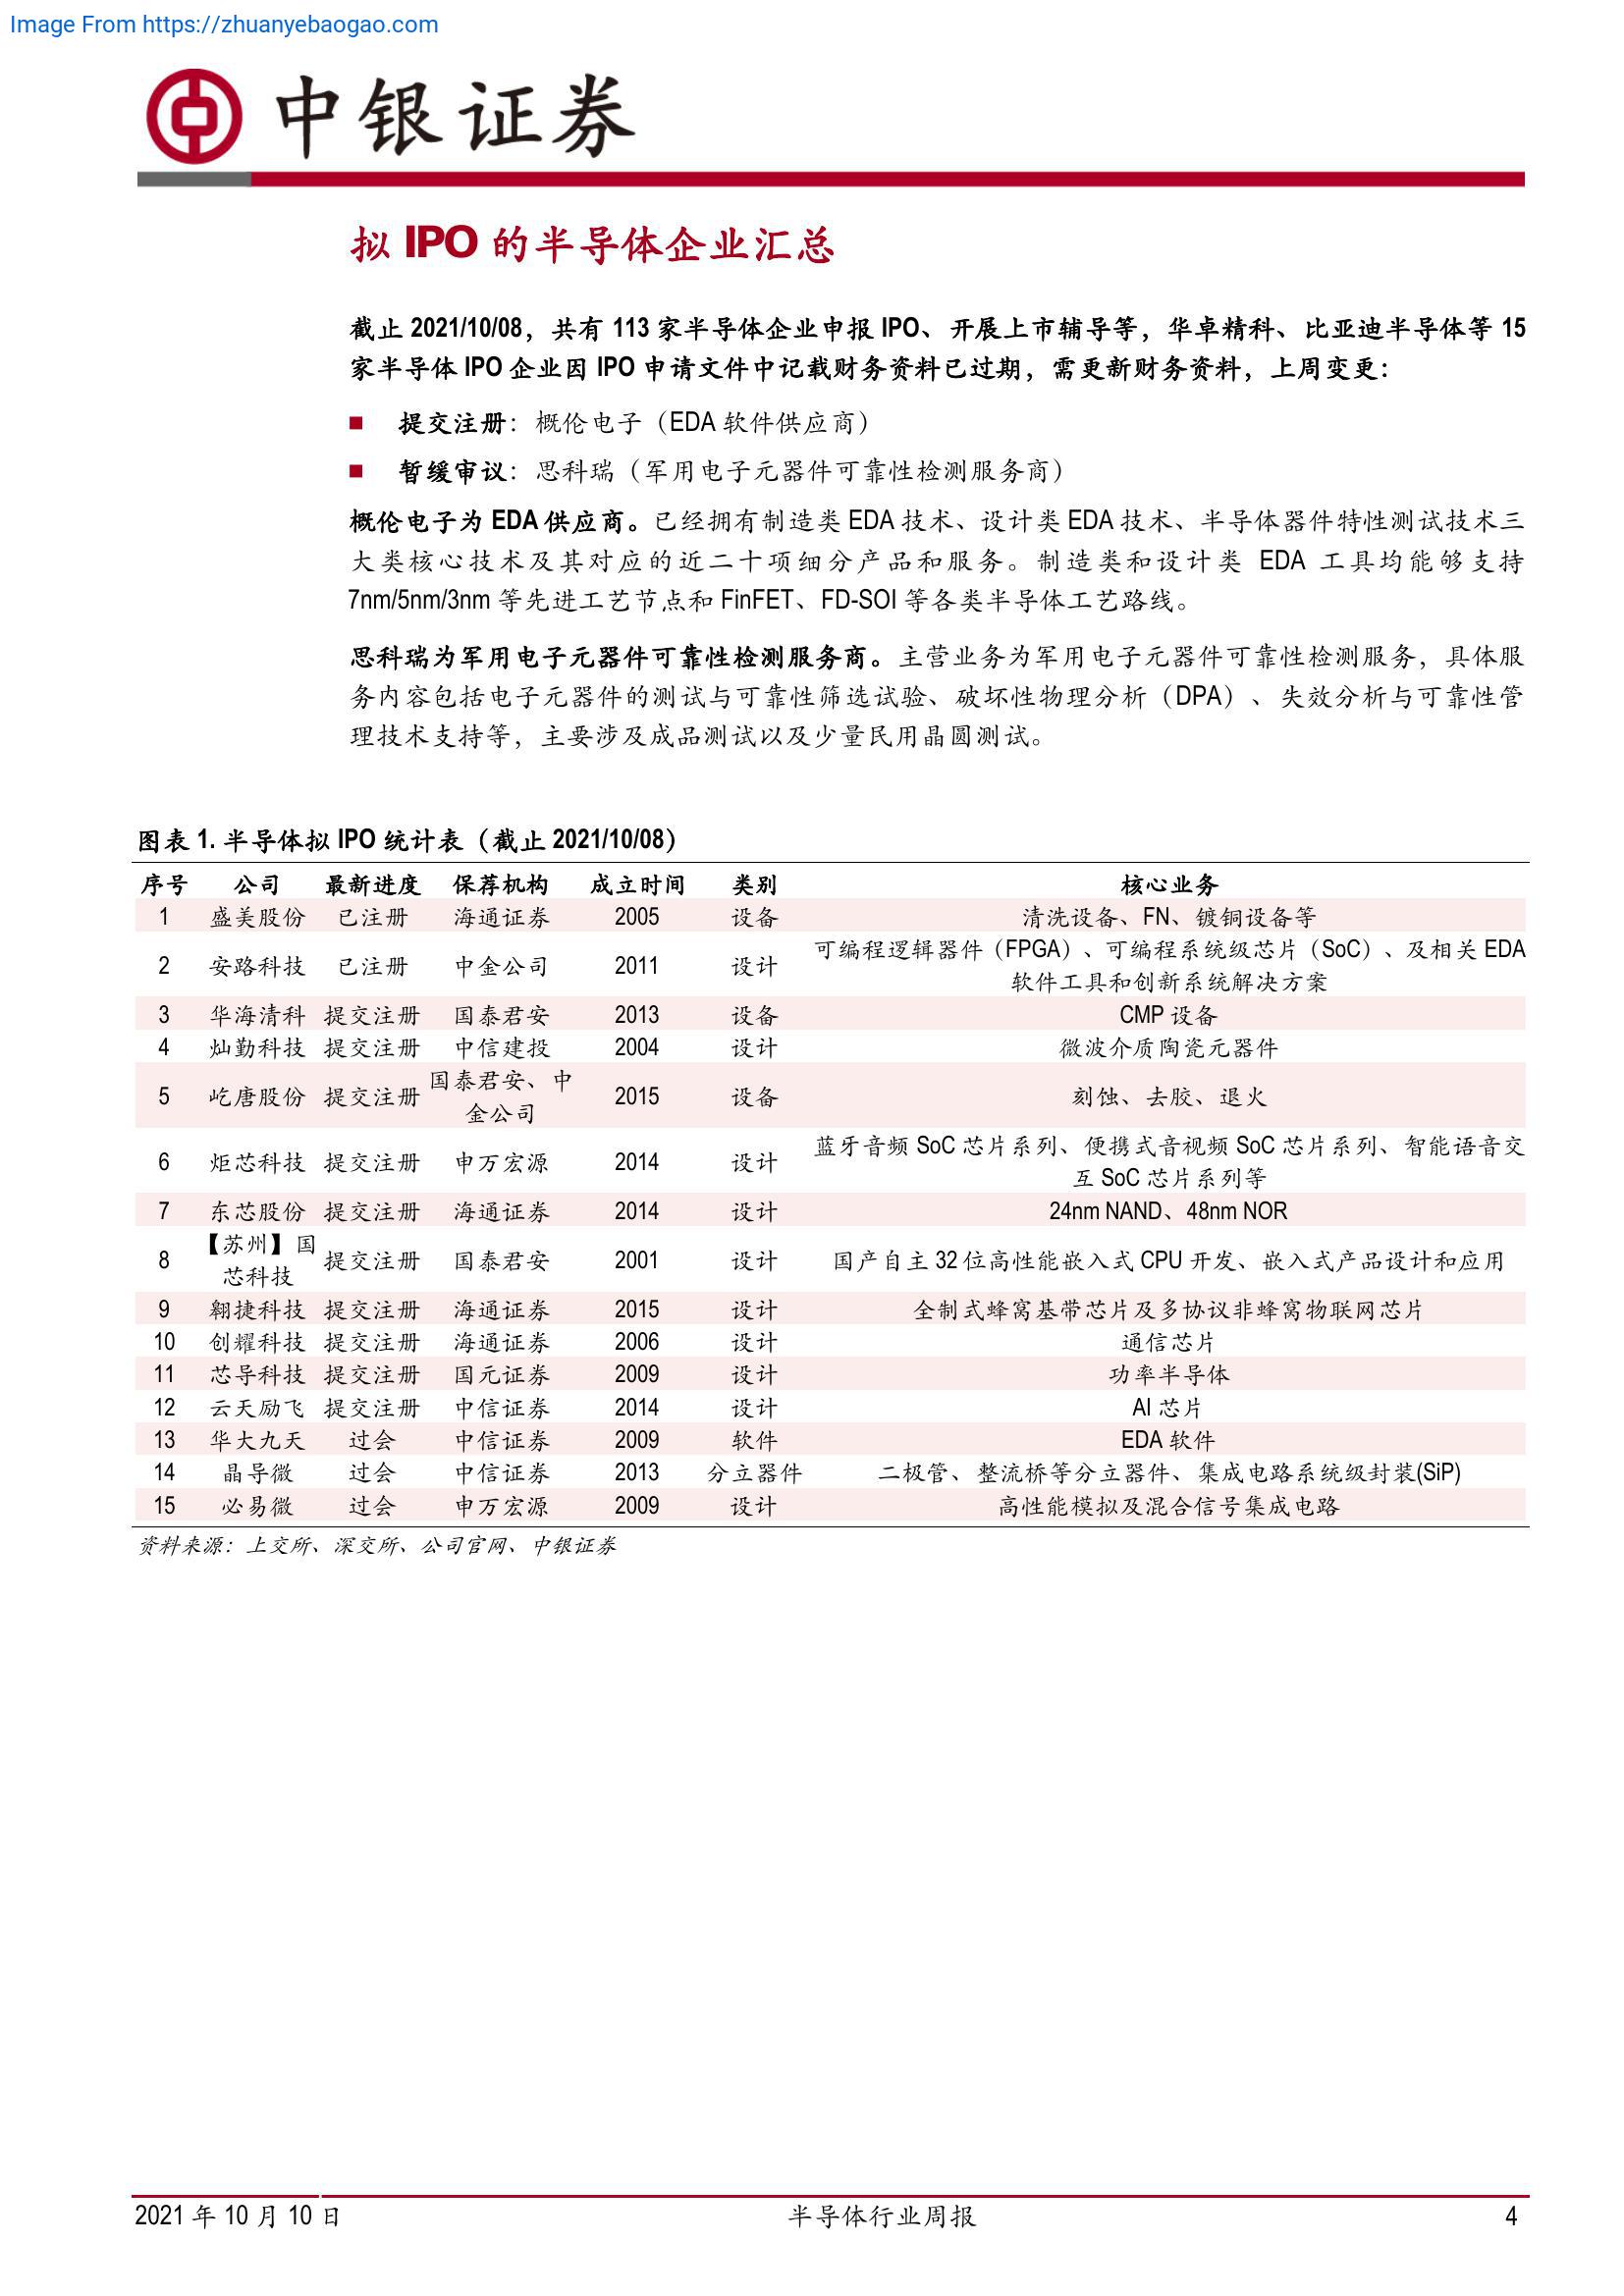 Image From https://zhuanyebaogao.com
中银证券
拟 IPO 的半导体企业汇总
截止 2021/10/08，共有 113 家半导体企业申报 IPO、开展上市辅导等，华卓精科、比亚迪半导体等 15
家半导体 IPO 企业因 IPO 申请文件中记载财务资料已过期，需更新财务资料，上周变更：
■ 提交注册：概伦电子（EDA 软件供应商）
■ 暂缓审议：思科瑞（军用电子元器件可靠性检测服务商）
概伦电子为 EDA 供应商。已经拥有制造类 EDA 技术、设计类 EDA 技术、半导体器件特性测试技术三
大类核心技术及其对应的近二十项细分产品和服务。制造类和设计类 EDA 工具均能够支持
7nm/5nm/3nm 等先进工艺节点和 FinFET、FD-SOI 等各类半导体工艺路线。
思科瑞为军用电子元器件可靠性检测服务商。主营业务为军用电子元器件可靠性检测服务，具体服
务内容包括电子元器件的测试与可靠性筛选试验、破坏性物理分析（DPA）、失效分析与可靠性管
理技术支持等，主要涉及成品测试以及少量民用晶圆测试。
图表 1. 半导体拟 IPO 统计表（截止 2021/10/08）
序号 公司 最新进度 保荐机构 成立时间 类别 核心业务
1 盛美股份 已注册 海通证券 2005 设备 清洗设备、FN、镀铜设备等
2 安路科技 已注册 中金公司 2011 设计 可编程逻辑器件（FPGA）、可编程系统级芯片（SoC）、及相关 EDA
软件工具和创新系统解决方案
3 华海清科 提交注册 国泰君安 2013 设备 CMP 设备
4 灿勤科技 提交注册 中信建投 2004 设计 微波介质陶瓷元器件
5 屹唐股份 提交注册 国泰君安、中
金公司 2015 设备 刻蚀、去胶、退火
6 炬芯科技 提交注册 申万宏源 2014 设计 蓝牙音频 SoC 芯片系列、便携式音视频 SoC 芯片系列、智能语音交
互 SoC 芯片系列等
7 东芯股份 提交注册 海通证券 2014 设计 24nm NAND、48nm NOR
8 【苏州】国
芯科技 提交注册 国泰君安 2001 设计 国产自主 32 位高性能嵌入式 CPU 开发、嵌入式产品设计和应用
9 翱捷科技 提交注册 海通证券 2015 设计 全制式蜂窝基带芯片及多协议非蜂窝物联网芯片
10 创耀科技 提交注册 海通证券 2006 设计 通信芯片
11 芯导科技 提交注册 国元证券 2009 设计 功率半导体
12 云天励飞 提交注册 中信证券 2014 设计 AI 芯片
13 华大九天 过会 中信证券 2009 软件 EDA 软件
14 晶导微 过会 中信证券 2013 分立器件 二极管、整流桥等分立器件、集成电路系统级封装(SiP)
15 必易微 过会 申万宏源 2009 设计 高性能模拟及混合信号集成电路
资料来源：上交所、深交所、公司官网、中银证券
2021 年 10 月 10 日 半导体行业周报 4